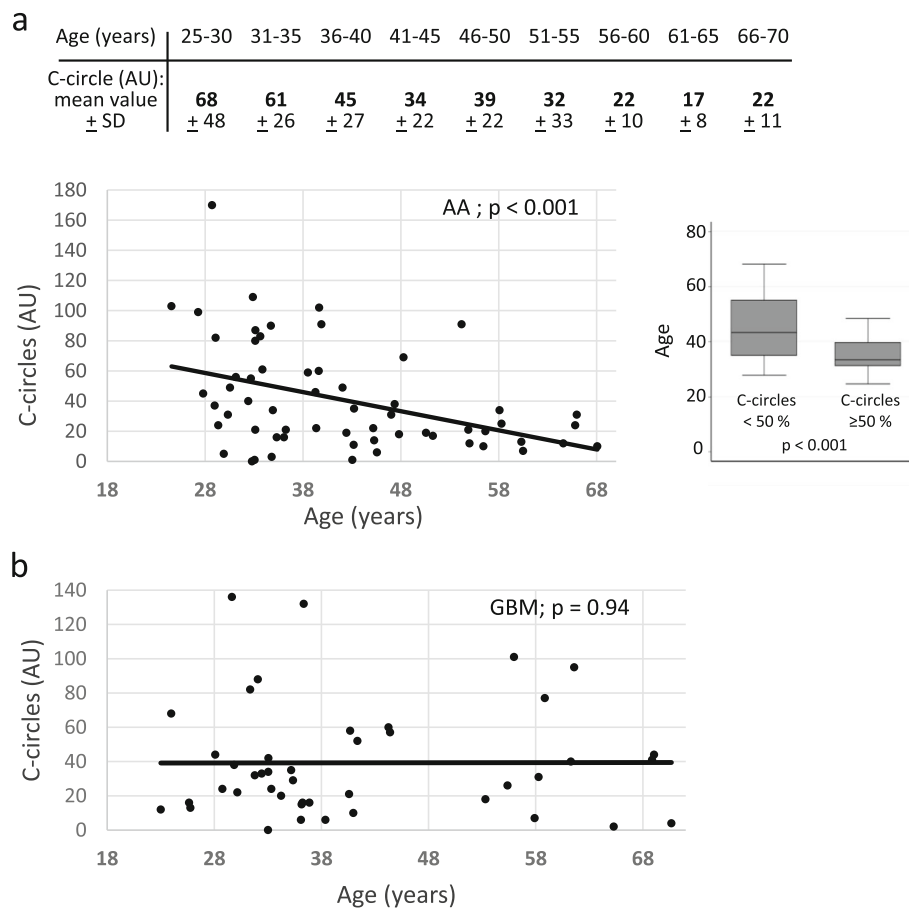 a
Age (years) 25-30 31-35 36-40 41-45 46-50 51-55 56-60 61-65 66-70
C-circle (AU):
mean value 68 61 45 34 39 32 22 17 22
± SD ± 48 ± 26 ± 27 ± 22 ± 22 ± 33 ± 10 ± 8 ± 11
AA ; p < 0.001
C-circles (AU)
180
160
140
120
100
80
60
40
20
0
18 28 38 48 58 68
Age (years)
Age
80
60
40
20
0
C-circles C-circles
< 50 % ≥50 %
p < 0.001
b
GBM; p = 0.94
C-circles (AU)
140
120
100
80
60
40
20
0
18 28 38 48 58 68
Age (years)